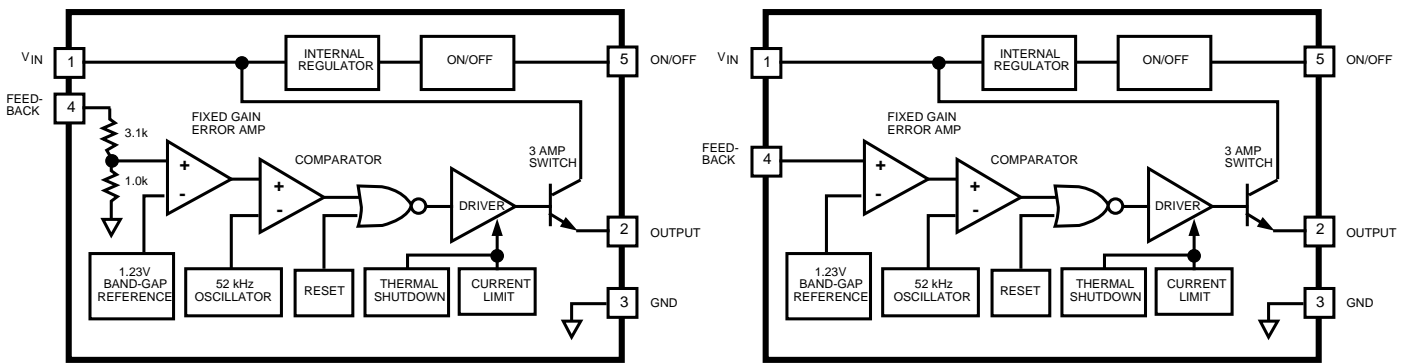 VIN
1
INTERNAL
REGULATOR
ON/OFF
5
ON/OFF
FEED-
BACK
4
3.1k
1.0k
FIXED GAIN
ERROR AMP
+
-
COMPARATOR
+
-
3 AMP
SWITCH
DRIVER
2
OUTPUT
1.23V
BAND-GAP
REFERENCE
52 kHz
OSCILLATOR
RESET
THERMAL
SHUTDOWN
CURRENT
LIMIT
3
GND
VIN
1
INTERNAL
REGULATOR
ON/OFF
5
ON/OFF
FEED-
BACK
4
FIXED GAIN
ERROR AMP
+
-
COMPARATOR
+
-
3 AMP
SWITCH
DRIVER
2
OUTPUT
1.23V
BAND-GAP
REFERENCE
52 kHz
OSCILLATOR
RESET
THERMAL
SHUTDOWN
CURRENT
LIMIT
3
GND